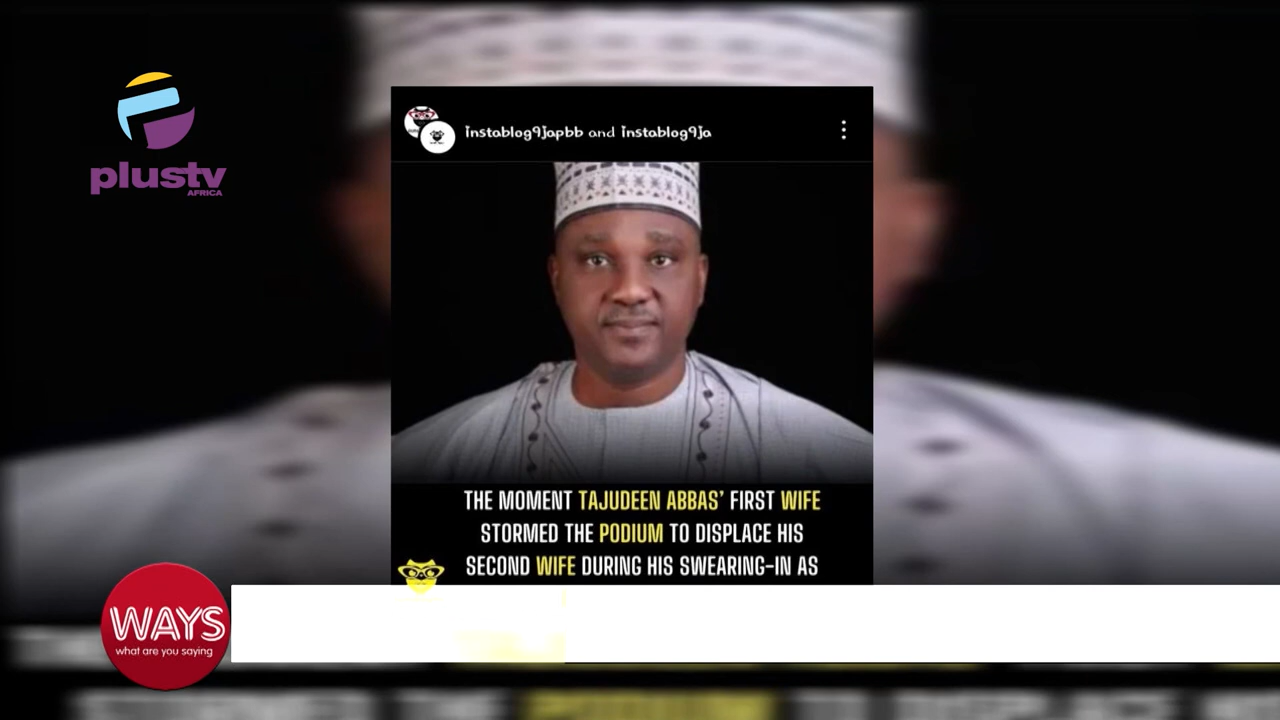 plustv
AFRICA
instablog9japbb and instablog9ja
THE MOMENT TAJUDEEN ABBAS' FIRST WIFE
STORMED THE PODIUM TO DISPLACE HIS
SECOND WIFE DURING HIS SWEARING-IN AS
WAYS
what are you saying